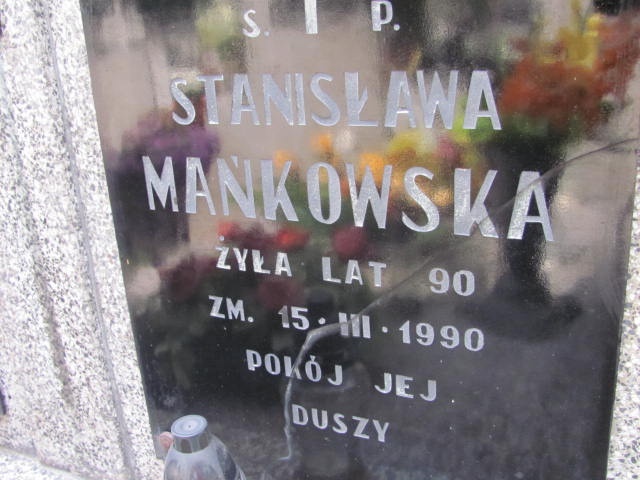 S. P.
STANISŁAWA
MAŃKOWSKA
ŻYŁA LAT 90
ZM. 15·III·1990
POKÓJ JEJ
DUSZY